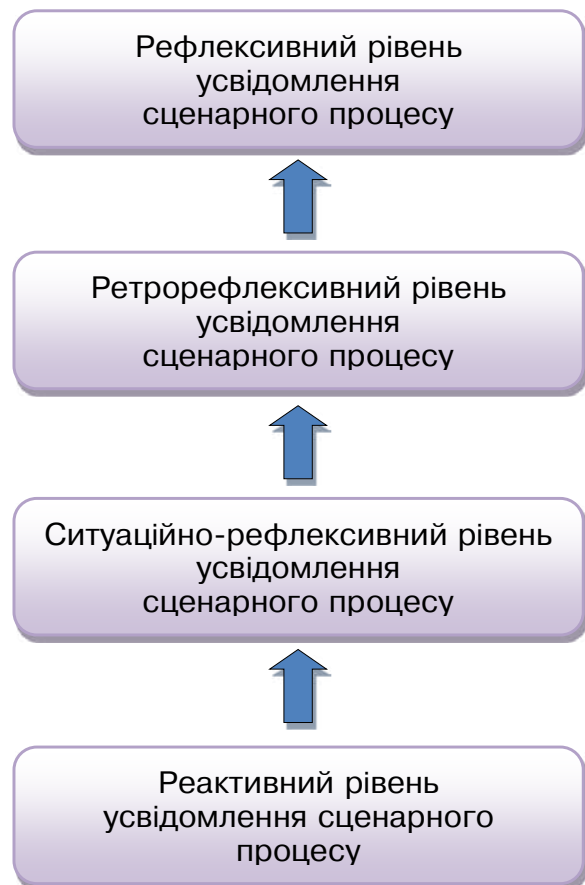 Рефлексивний рівень
усвідомлення
сценарного процесу
Ретрорефлексивний рівень
усвідомлення
сценарного процесу
Ситуаційно-рефлексивний рівень
усвідомлення
сценарного процесу
Реактивний рівень
усвідомлення сценарного
процесу